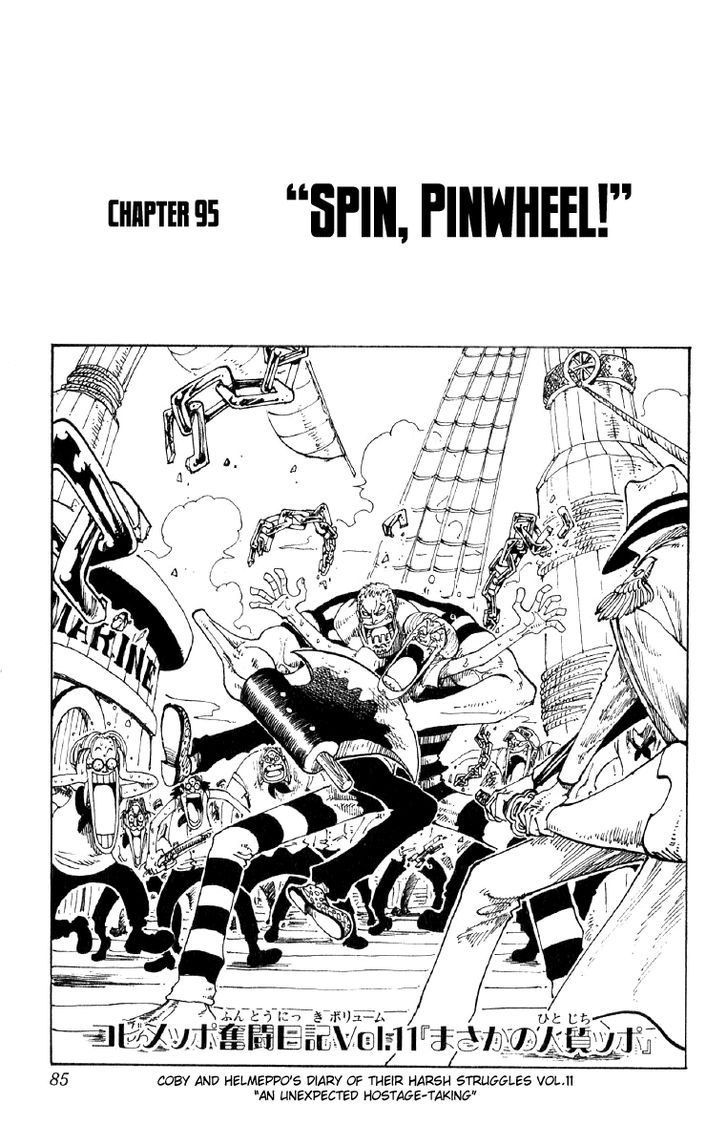 CHAPTER 95
"SPIN, PINWHEEL!"
MARINE
ふんとうにっきボリューム
ひとじち
コビメッポ奮闘日記Vol.11『まさかの人質ッポ』
85
COBY AND HELMEPPO'S DIARY OF THEIR HARSH STRUGGLES VOL.11
"AN UNEXPECTED HOSTAGE-TAKING"